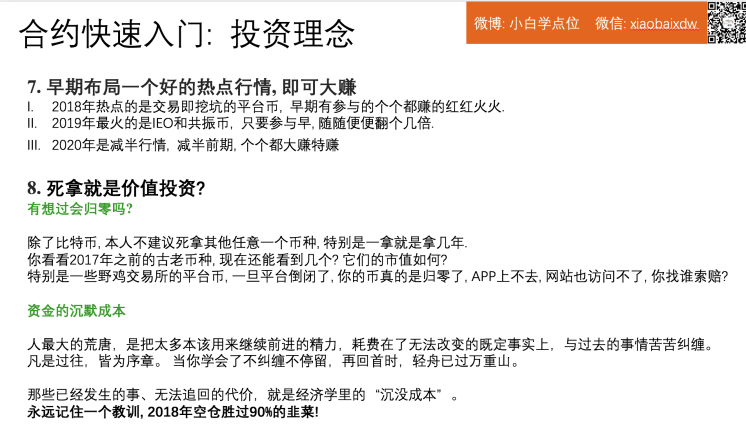 合约快速入门：投资理念
微博: 小白学点位 微信: xiaobaixdw
7. 早期布局一个好的热点行情, 即可大赚
I. 2018年热点的是交易即挖坑的平台币, 早期有参与的个个都赚的红红火火.
II. 2019年最火的是IEO和共振币, 只要参与早, 随随便便翻个几倍.
III. 2020年是减半行情, 减半前期, 个个都大赚特赚
8. 死拿就是价值投资?
有想过会归零吗?
除了比特币, 本人不建议死拿其他任意一个币种, 特别是一拿就是拿几年.
你看看2017年之前的古老币种, 现在还能看到几个? 它们的市值如何?
特别是一些野鸡交易所的平台币, 一旦平台倒闭了, 你的币真的是归零了, APP上不去, 网站也访问不了, 你找谁索赔?
资金的沉默成本
人最大的荒唐，是把太多本该用来继续前进的精力，耗费在了无法改变的既定事实上，与过去的事情苦苦纠缠。
凡是过往，皆为序章。 当你学会了不纠缠不停留，再回首时，轻舟已过万重山。
那些已经发生的事、无法追回的代价，就是经济学里的“沉没成本”。
永远记住一个教训, 2018年空仓胜过90%的韭菜!